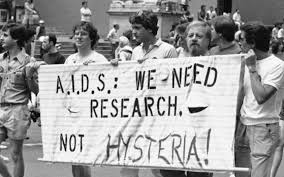 A.I.D.S.: WE NEED
RESEARCH,
NOT HYSTERIA!